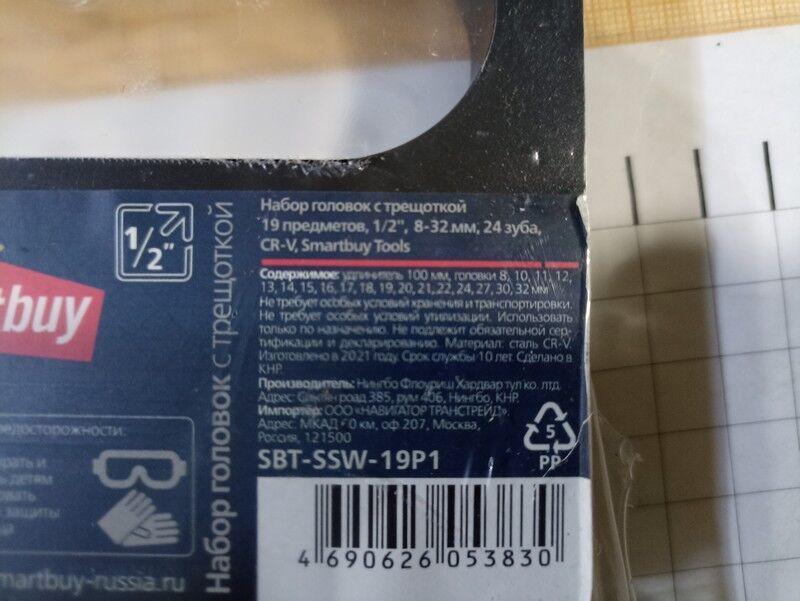 1/2"
tbuy
Набор головок с трещоткой
Набор головок с трещоткой
19 предметов, 1/2", 8-32 мм, 24 зуба,
CR-V, Smartbuy Tools
Содержимое: удлинитель 100 мм, головки 8, 10, 11, 12,
13, 14, 15, 16, 17, 18, 19, 20, 21, 22, 24, 27, 30, 32 мм
Не требует особых условий хранения и транспортировки.
Не требует особых условий утилизации. Использовать
только по назначению. Не подлежит обязательной сер-
тификации и декларированию. Материал: сталь CR-V.
Изготовлено в 2021 году. Срок службы 10 лет. Сделано в
КНР.
Производитель: Нингбо Флоуриш Хардвар тул ко. лтд.
Адрес: роад 385, рум 406, Нингбо, КНР.
Импортер: ООО «НАВИГАТОР ТРАНСТРЕЙД».
Адрес: МКАД км, оф. 207, Москва,
Россия, 121500
SBT-SSW-19P1
5
PP
4 690626 053830
редосторожности:
рать и
детям
овать
защиты
martbuy-russia.ru